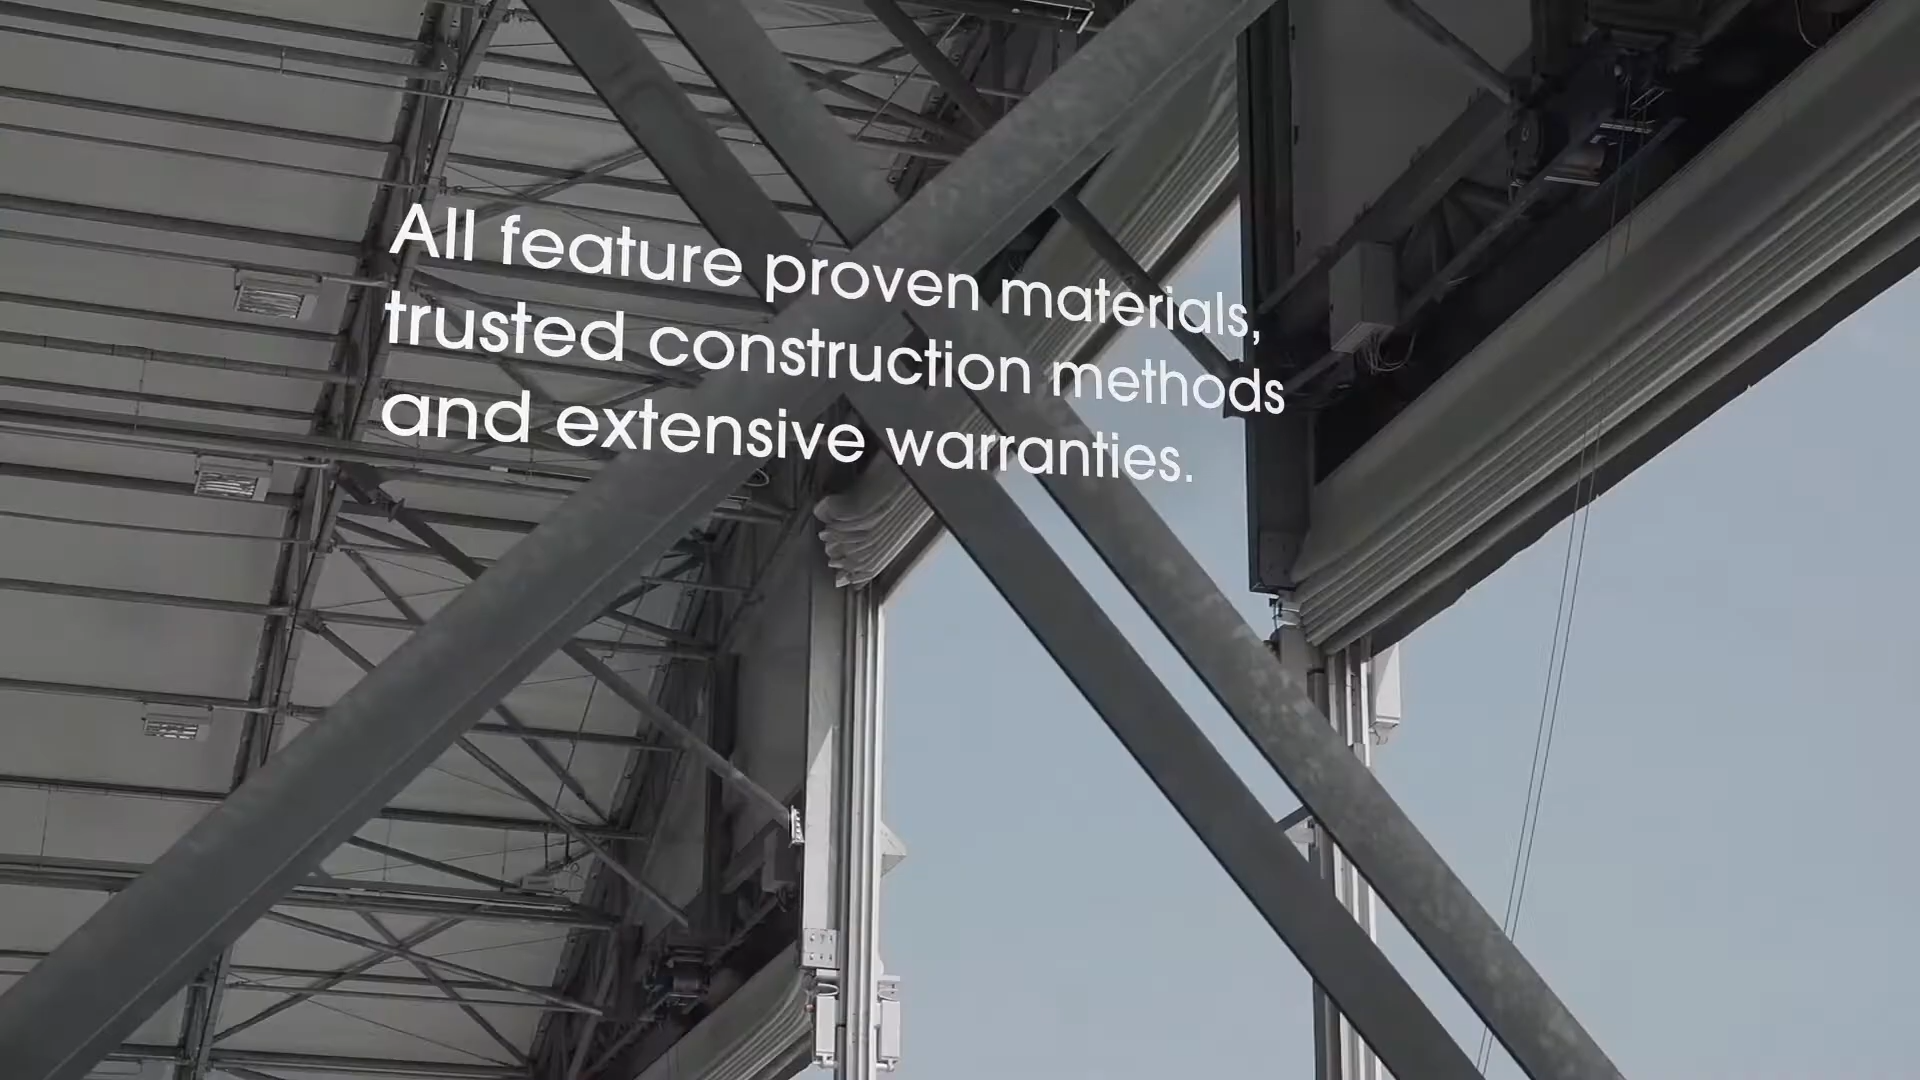 All feature proven materials,
trusted construction methods
and extensive warranties.